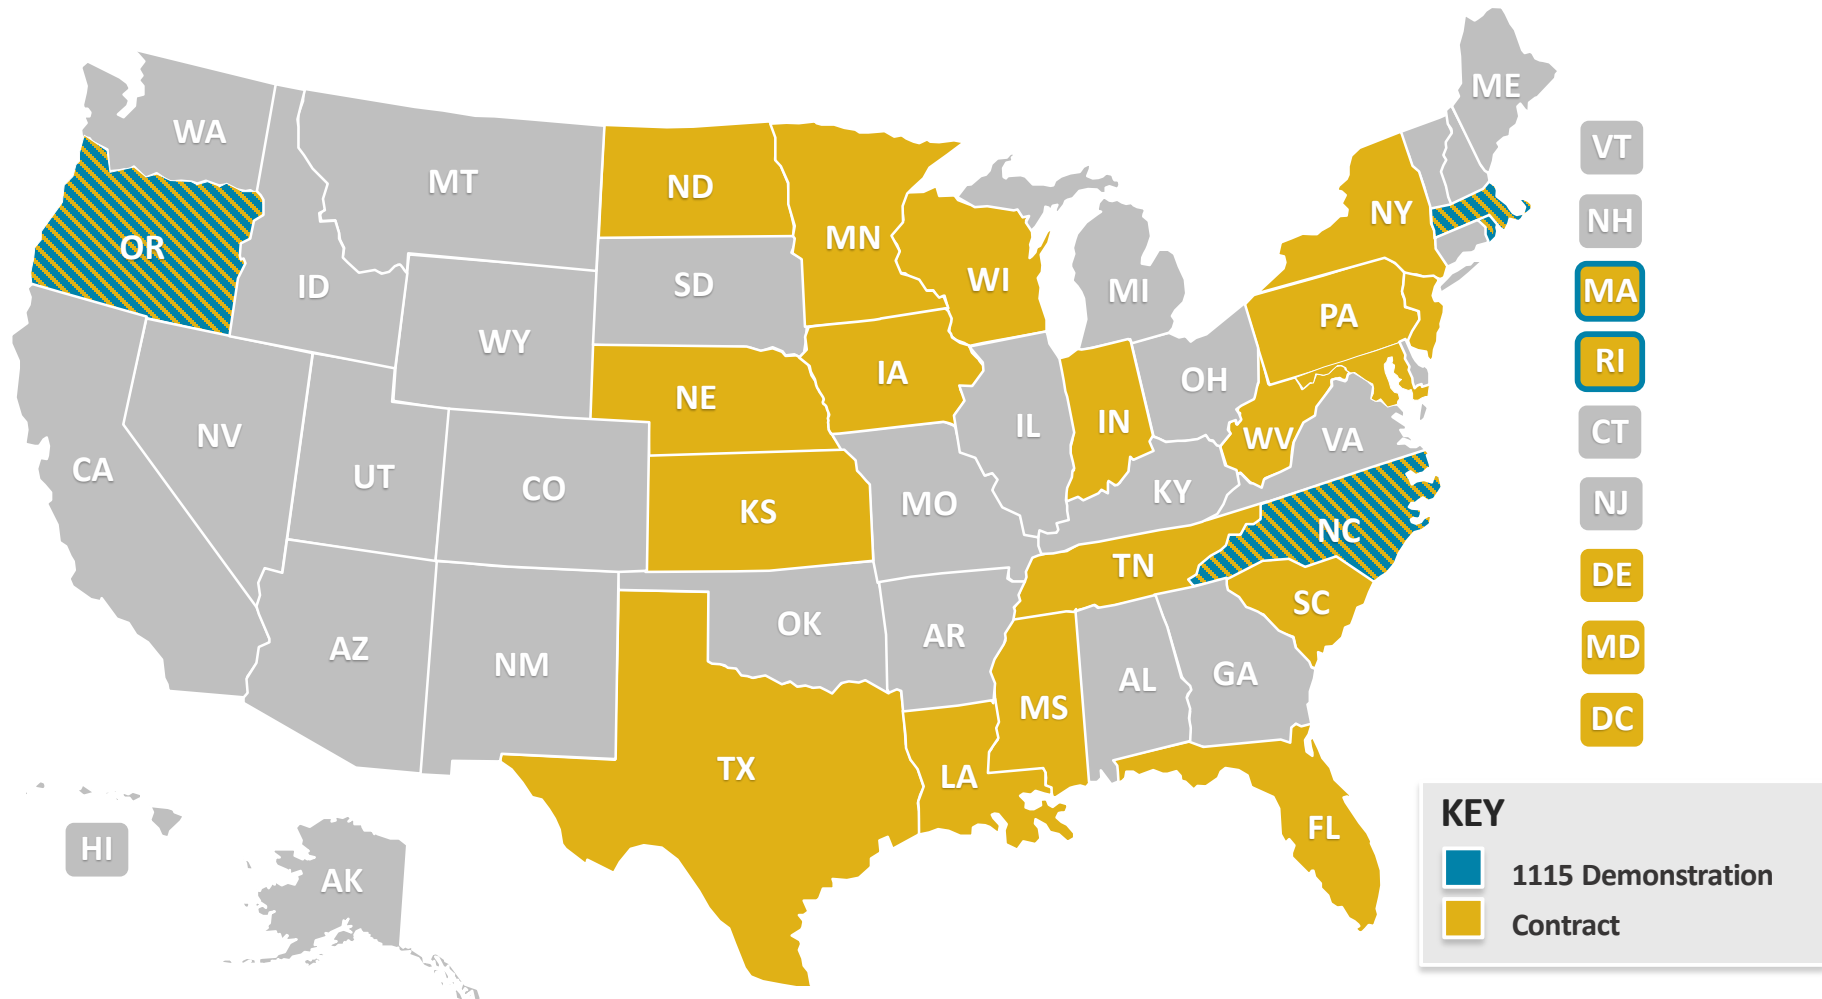 ME
WA
VT
MT
ND
NH
NY
MN
OR
WI
SD
ID
MI
MA
PA
WY
RI
IA
OH
NE
IN
IL
WV
VA
CT
NV
CA
UT
CO
KY
MO
KS
NJ
NC
TN
DE
SC
OK
AR
AZ
NM
GA
AL
MD
MS
DC
TX
LA
FL
HI
AK
KEY
1115 Demonstration
Contract